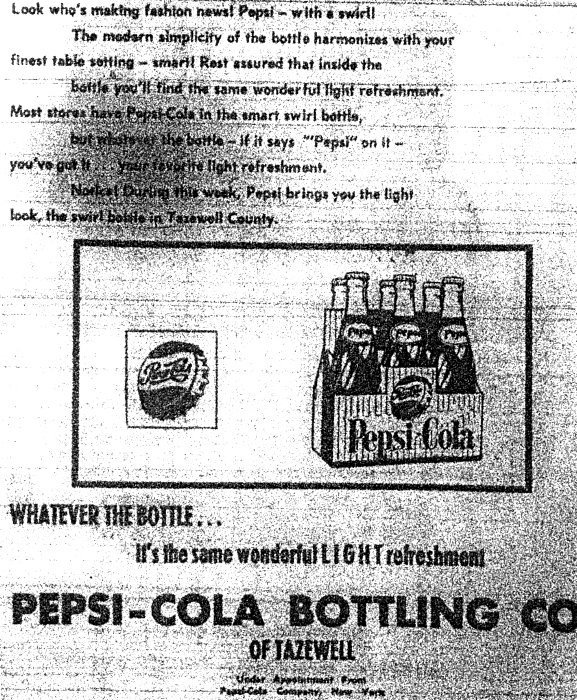 Look who's making fashion news! Pepsi – with a swirl!
The modern simplicity of the bottle harmonizes with your
finest table setting – smart! Rest assured that inside the
bottle you'll find the same wonderful light refreshment.
Most stores have Pepsi-Cola in the smart swirl bottle,
but whatever the bottle – if it says "'Pepsi" on it –
you've got it . . . your favorite light refreshment.
Notice! During this week, Pepsi brings you the light
look, the swirl bottle in Tazewell County.
Pepsi Pepsi Pepsi
Pepsi-Cola
Pepsi-Cola
Pepsi-Cola
WHATEVER THE BOTTLE . . .
it's the same wonderful LIGHT refreshment
PEPSI-COLA BOTTLING CO
OF TAZEWELL
Under Appointment From
Pepsi-Cola Company, New York